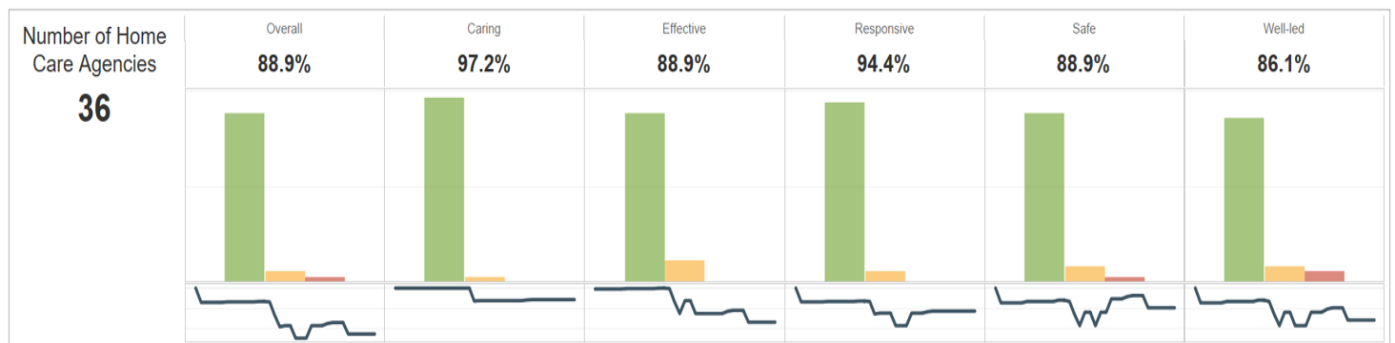 Number of Home
Care Agencies
36
Overall
88.9%
Caring
97.2%
Effective
88.9%
Responsive
94.4%
Safe
88.9%
Well-led
86.1%